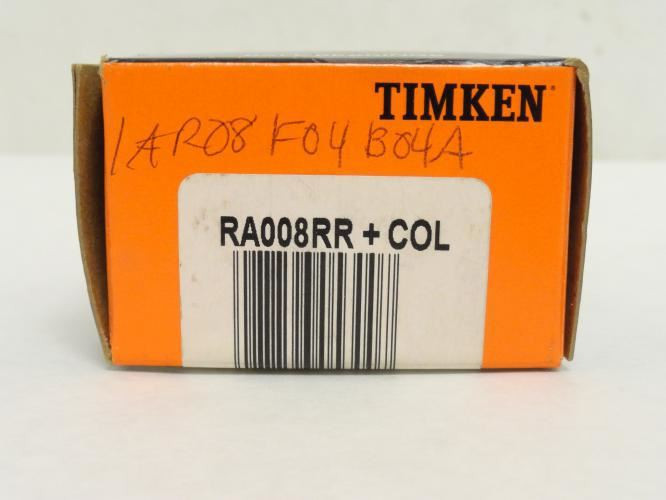 TIMKEN
1AR08 F04 B04A
RA008RR + COL